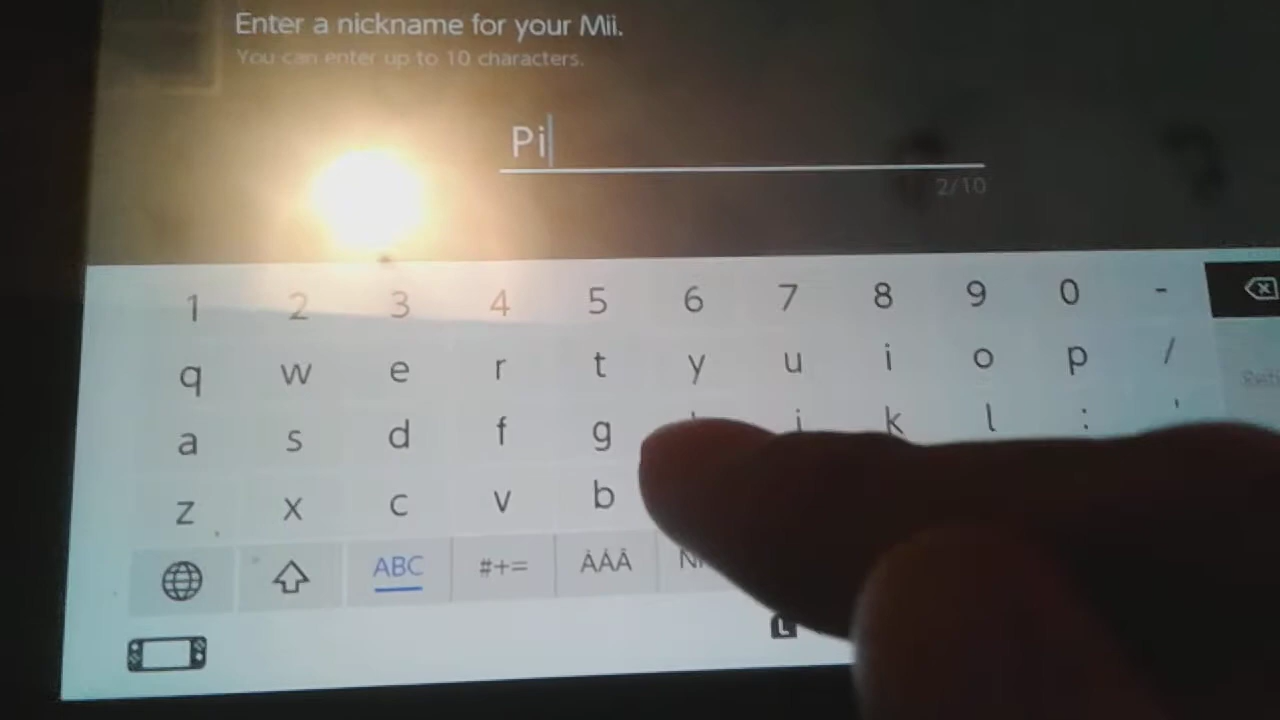 Enter a nickname for your Mii.
You can enter up to 10 characters.
Pi
2/10
1 2 3 4 5 6 7 8 9 0 -
q w e r t y u i o p /
a s d f g j k l : '
z x c v b
ABC #+= ÀÁÂ
L